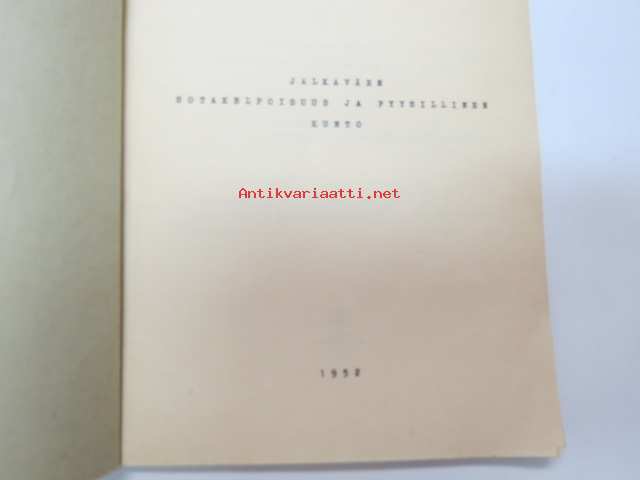 JALKAVÄEN
SOTAKELPOISUUS JA FYYSILLINEN
KUNTO
Antikvariaatti.net
1952